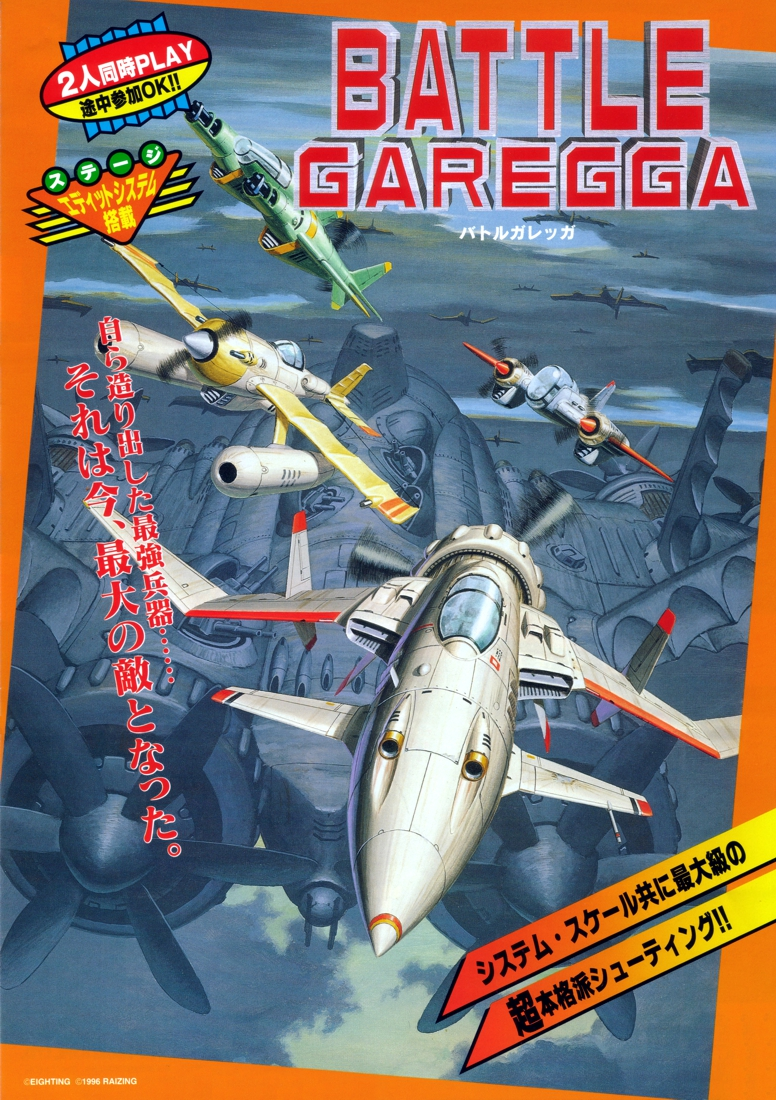 2人同時PLAY
途中参加OK!!
ステージ
エディットシステム
搭載
BATTLE
GAREGGA
バトルガレッガ
自ら造り出した最強兵器……
それは今、最大の敵となった。
システム・スケール共に最大級の
超本格派シューティング!!
©EIGHTING ©1996 RAIZING